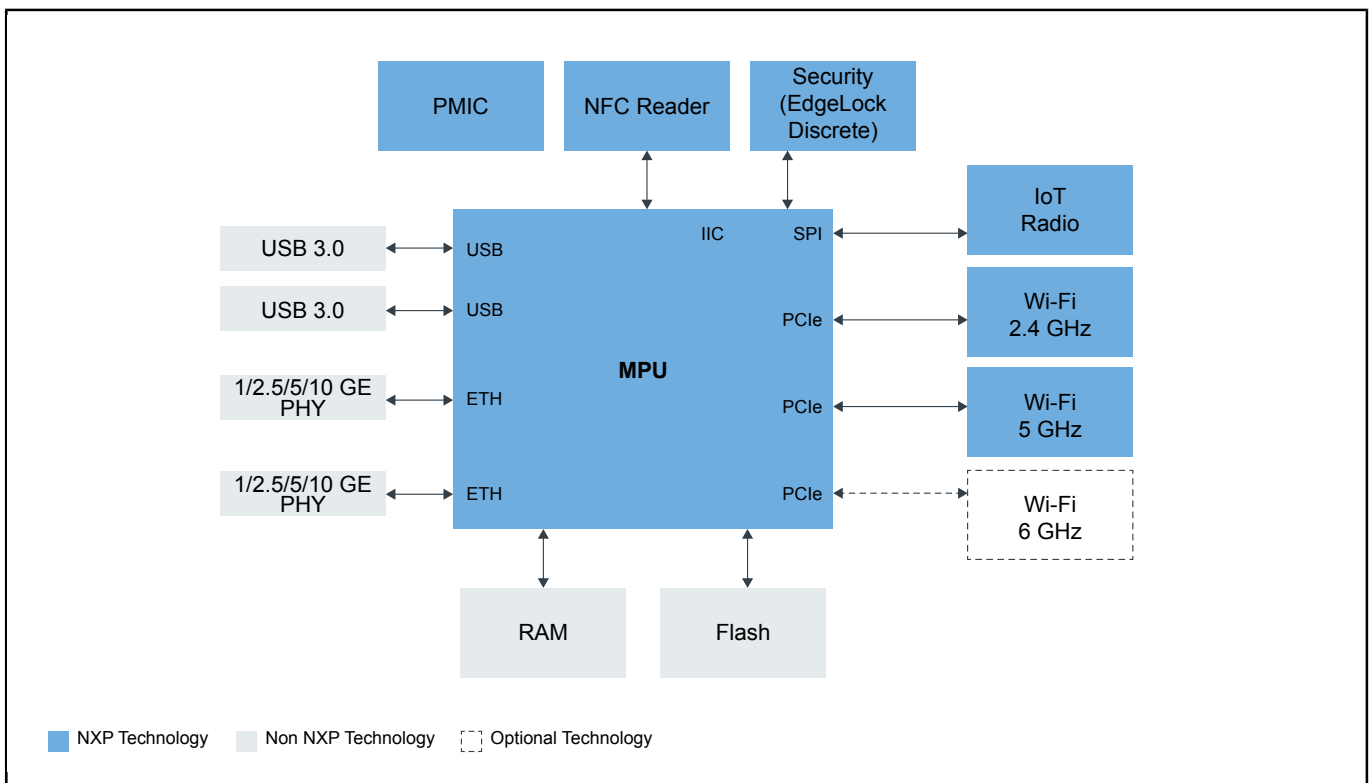 PMIC
NFC Reader
Security
(EdgeLock
Discrete)
IoT
Radio
USB 3.0
USB
IIC
SPI
USB 3.0
USB
PCIe
Wi-Fi
2.4 GHz
MPU
1/2.5/5/10 GE
PHY
ETH
PCIe
Wi-Fi
5 GHz
1/2.5/5/10 GE
PHY
ETH
PCIe
Wi-Fi
6 GHz
RAM
Flash
NXP Technology
Non NXP Technology
Optional Technology